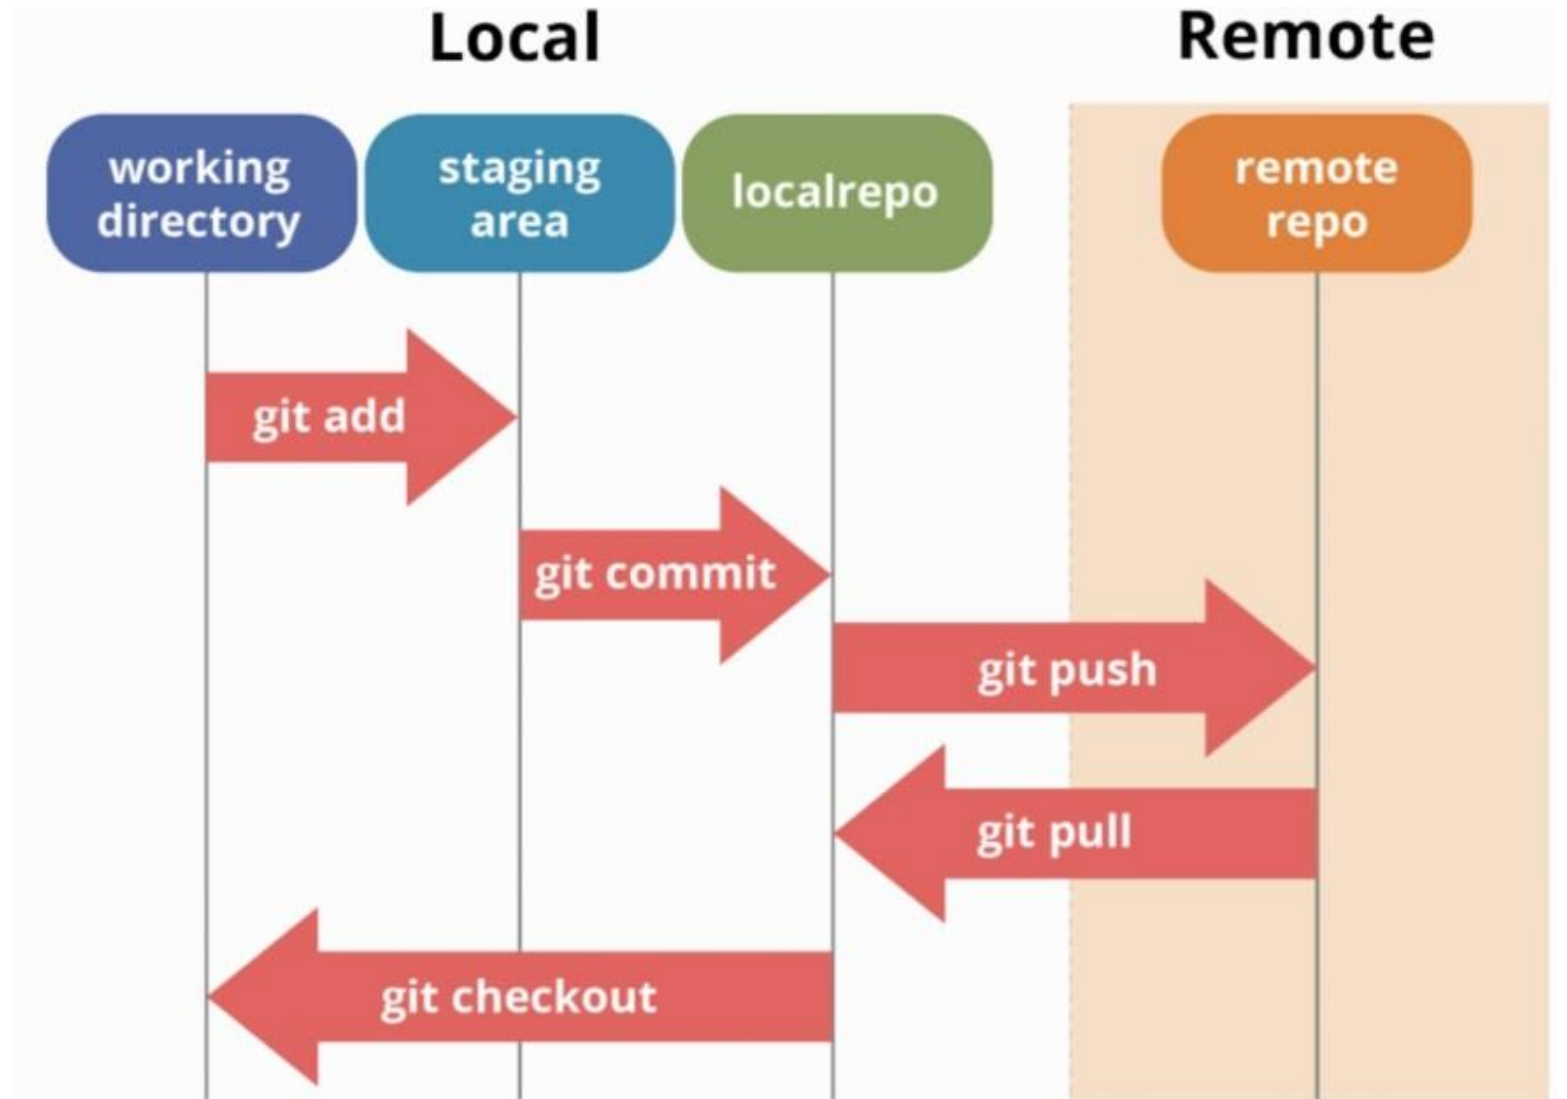 Local
Remote
working
directory
staging
area
localrepo
remote
repo
git add
git commit
git push
git pull
git checkout